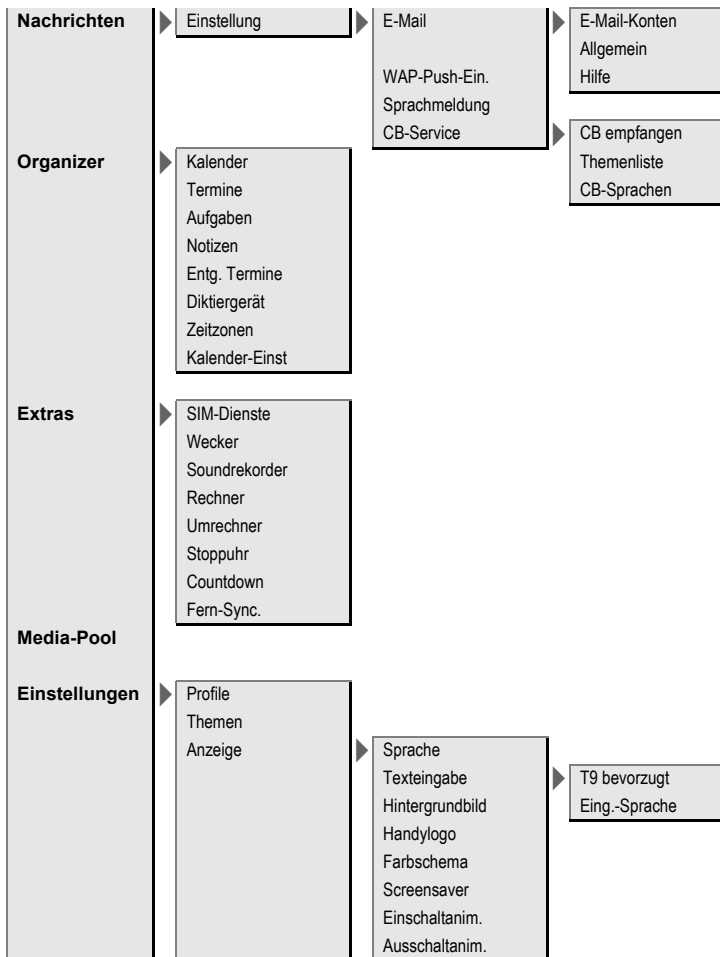 Nachrichten Einstellung E-Mail E-Mail-Konten
Allgemein
WAP-Push-Ein. Hilfe
Sprachmeldung
CB-Service CB empfangen
Organizer Kalender Themenliste
Termine CB-Sprachen
Aufgaben
Notizen
Entg. Termine
Diktiergerät
Zeitzonen
Kalender-Einst
Extras SIM-Dienste
Wecker
Soundrekorder
Rechner
Umrechner
Stoppuhr
Countdown
Fern-Sync.
Media-Pool
Einstellungen Profile
Themen
Anzeige Sprache
Texteingabe T9 bevorzugt
Hintergrundbild Eing.-Sprache
Handylogo
Farbschema
Screensaver
Einschaltanim.
Ausschaltanim.